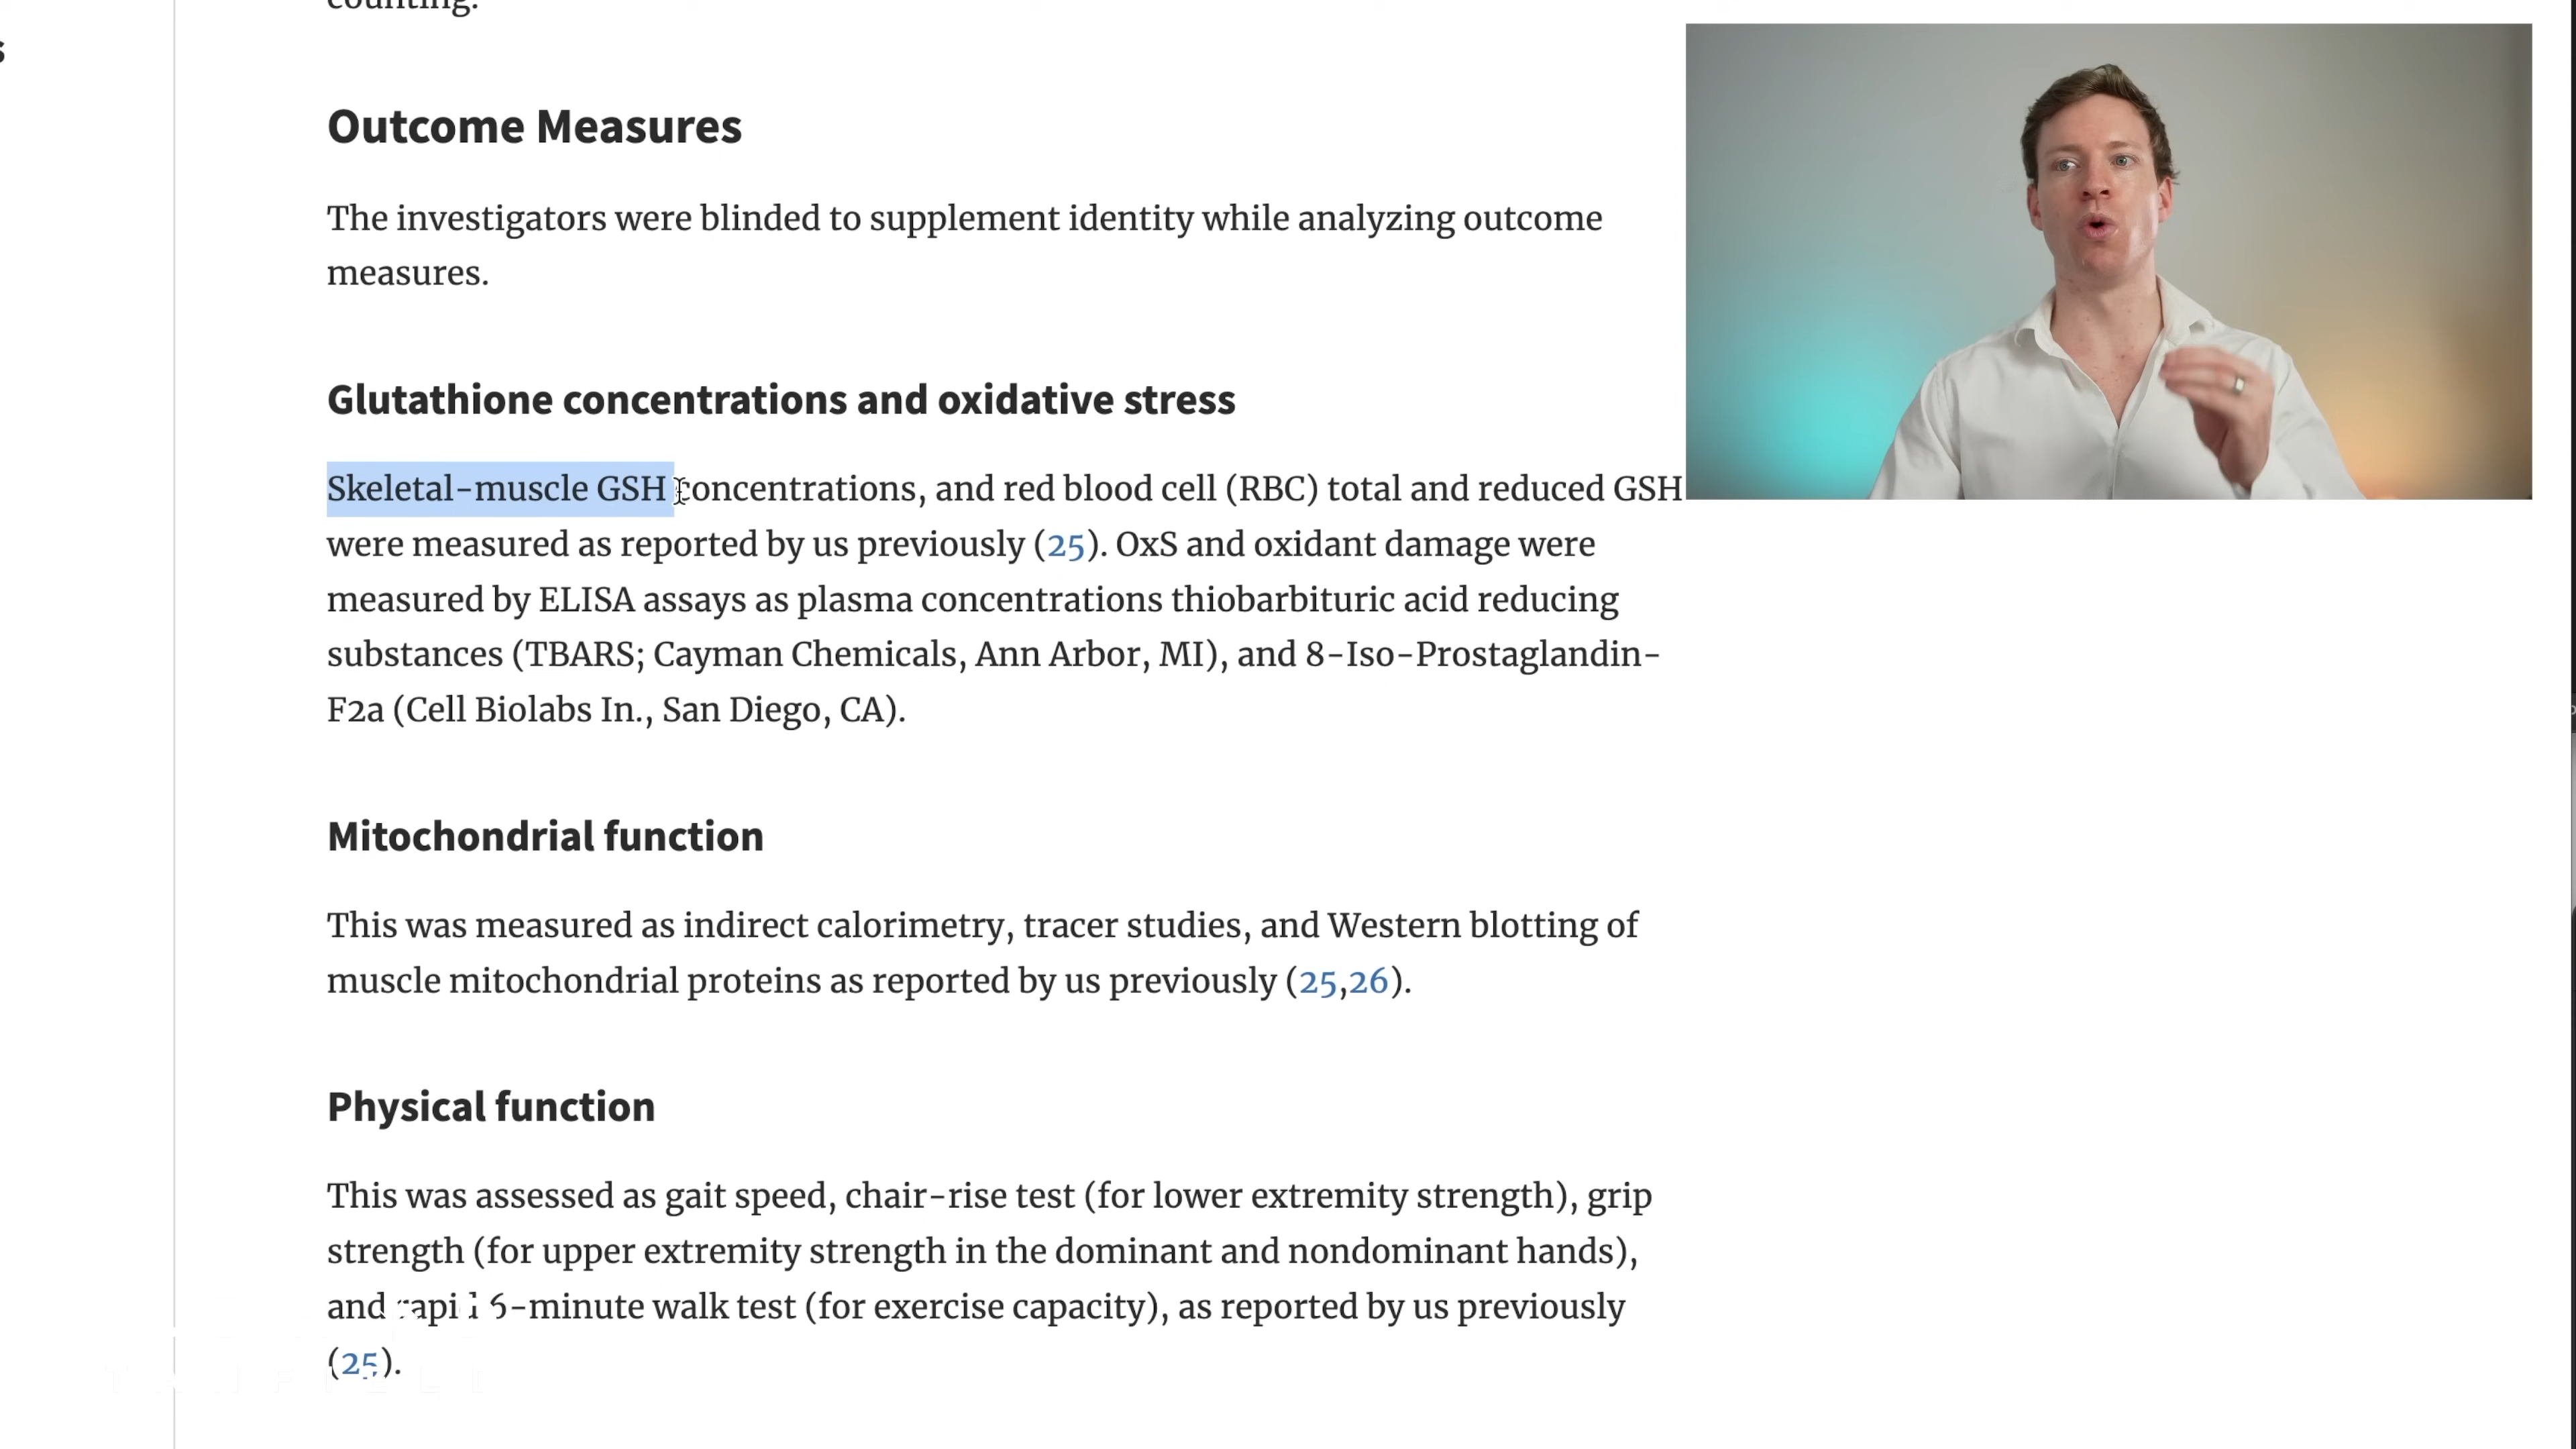 counting.
s
Outcome Measures
The investigators were blinded to supplement identity while analyzing outcome
measures.
Glutathione concentrations and oxidative stress
Skeletal-muscle GSH concentrations, and red blood cell (RBC) total and reduced GSH
were measured as reported by us previously (25). OxS and oxidant damage were
measured by ELISA assays as plasma concentrations thiobarbituric acid reducing
substances (TBARS; Cayman Chemicals, Ann Arbor, MI), and 8-Iso-Prostaglandin-
F2a (Cell Biolabs In., San Diego, CA).
Mitochondrial function
This was measured as indirect calorimetry, tracer studies, and Western blotting of
muscle mitochondrial proteins as reported by us previously (25,26).
Physical function
This was assessed as gait speed, chair-rise test (for lower extremity strength), grip
strength (for upper extremity strength in the dominant and nondominant hands),
and rapid 6-minute walk test (for exercise capacity), as reported by us previously
(25).